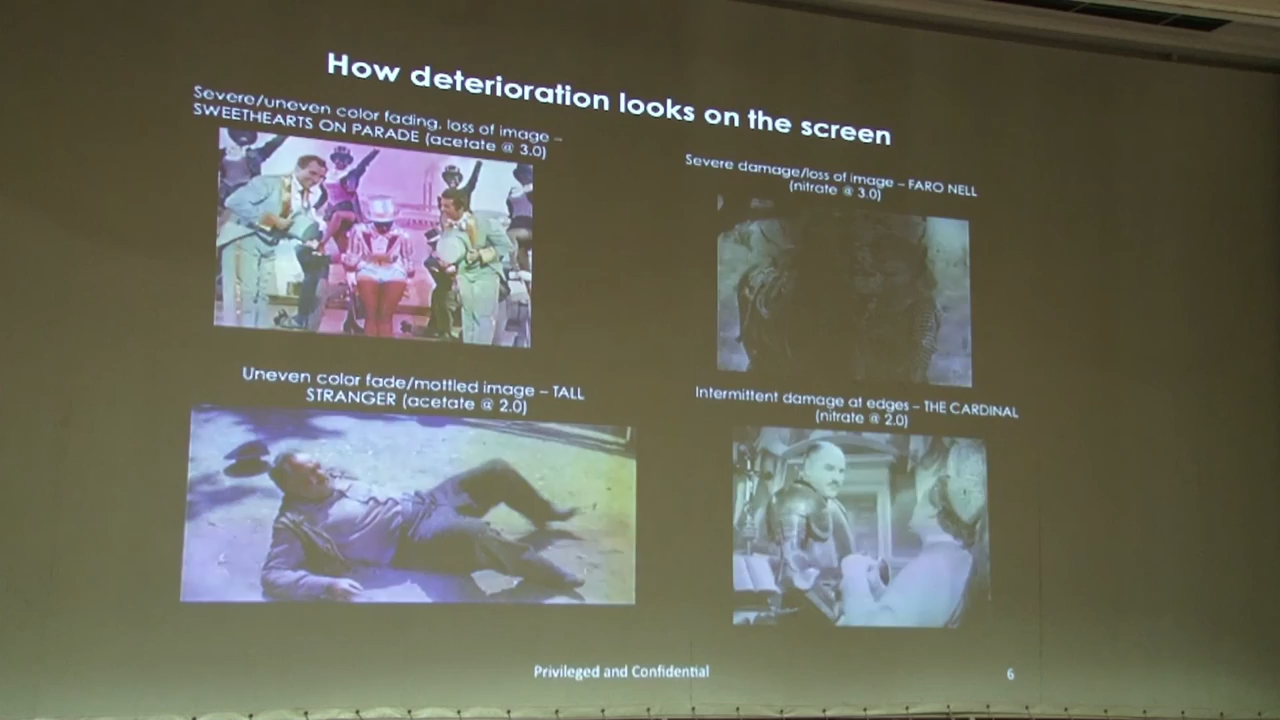 How deterioration looks on the screen
Severe/uneven color fading, loss of image –
SWEETHEARTS ON PARADE (acetate @ 3.0)
Severe damage/loss of image – FARO NELL
(nitrate @ 3.0)
Uneven color fade/mottled image – TALL
STRANGER (acetate @ 2.0)
Intermittent damage at edges – THE CARDINAL
(nitrate @ 2.0)
Privileged and Confidential
6